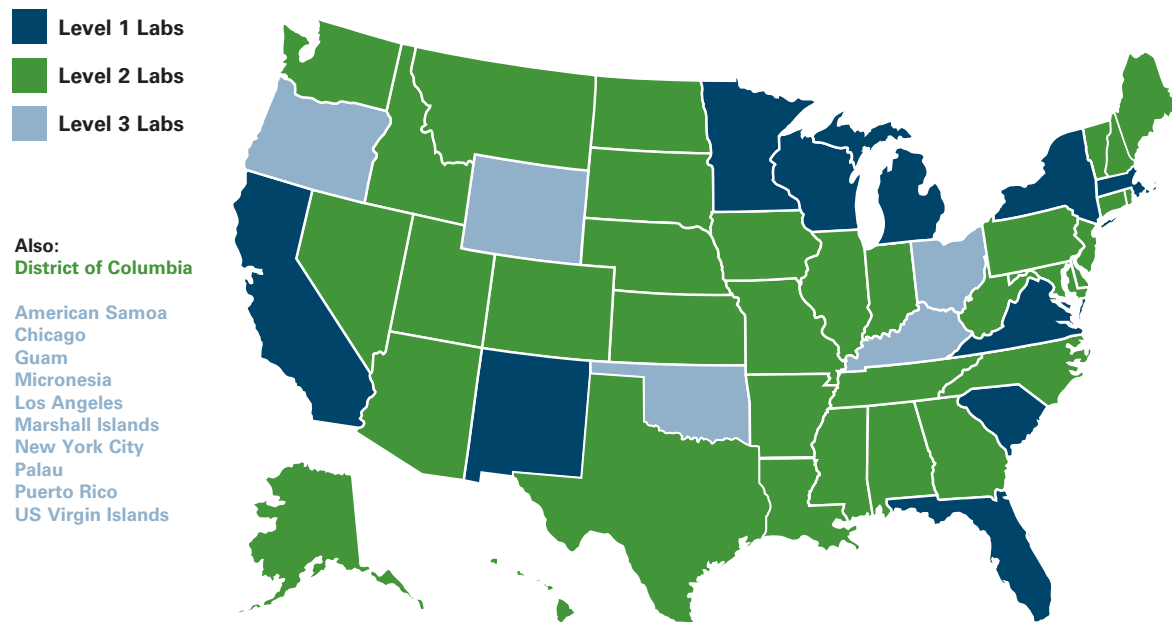 Level 1 Labs
Level 2 Labs
Level 3 Labs
Also:
District of Columbia
American Samoa
Chicago
Guam
Micronesia
Los Angeles
Marshall Islands
New York City
Palau
Puerto Rico
US Virgin Islands